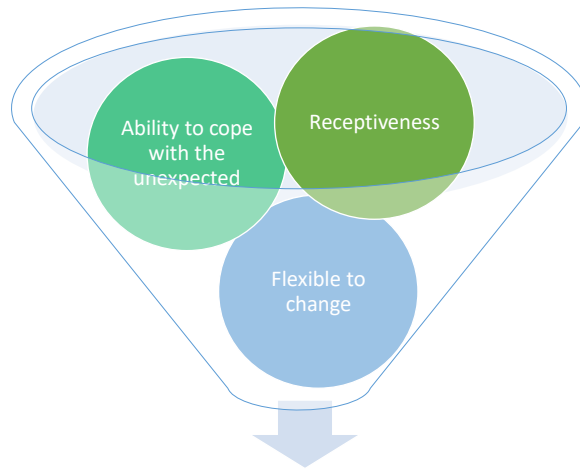 Ability to cope
with the
unexpected
Receptiveness
Flexible to
change